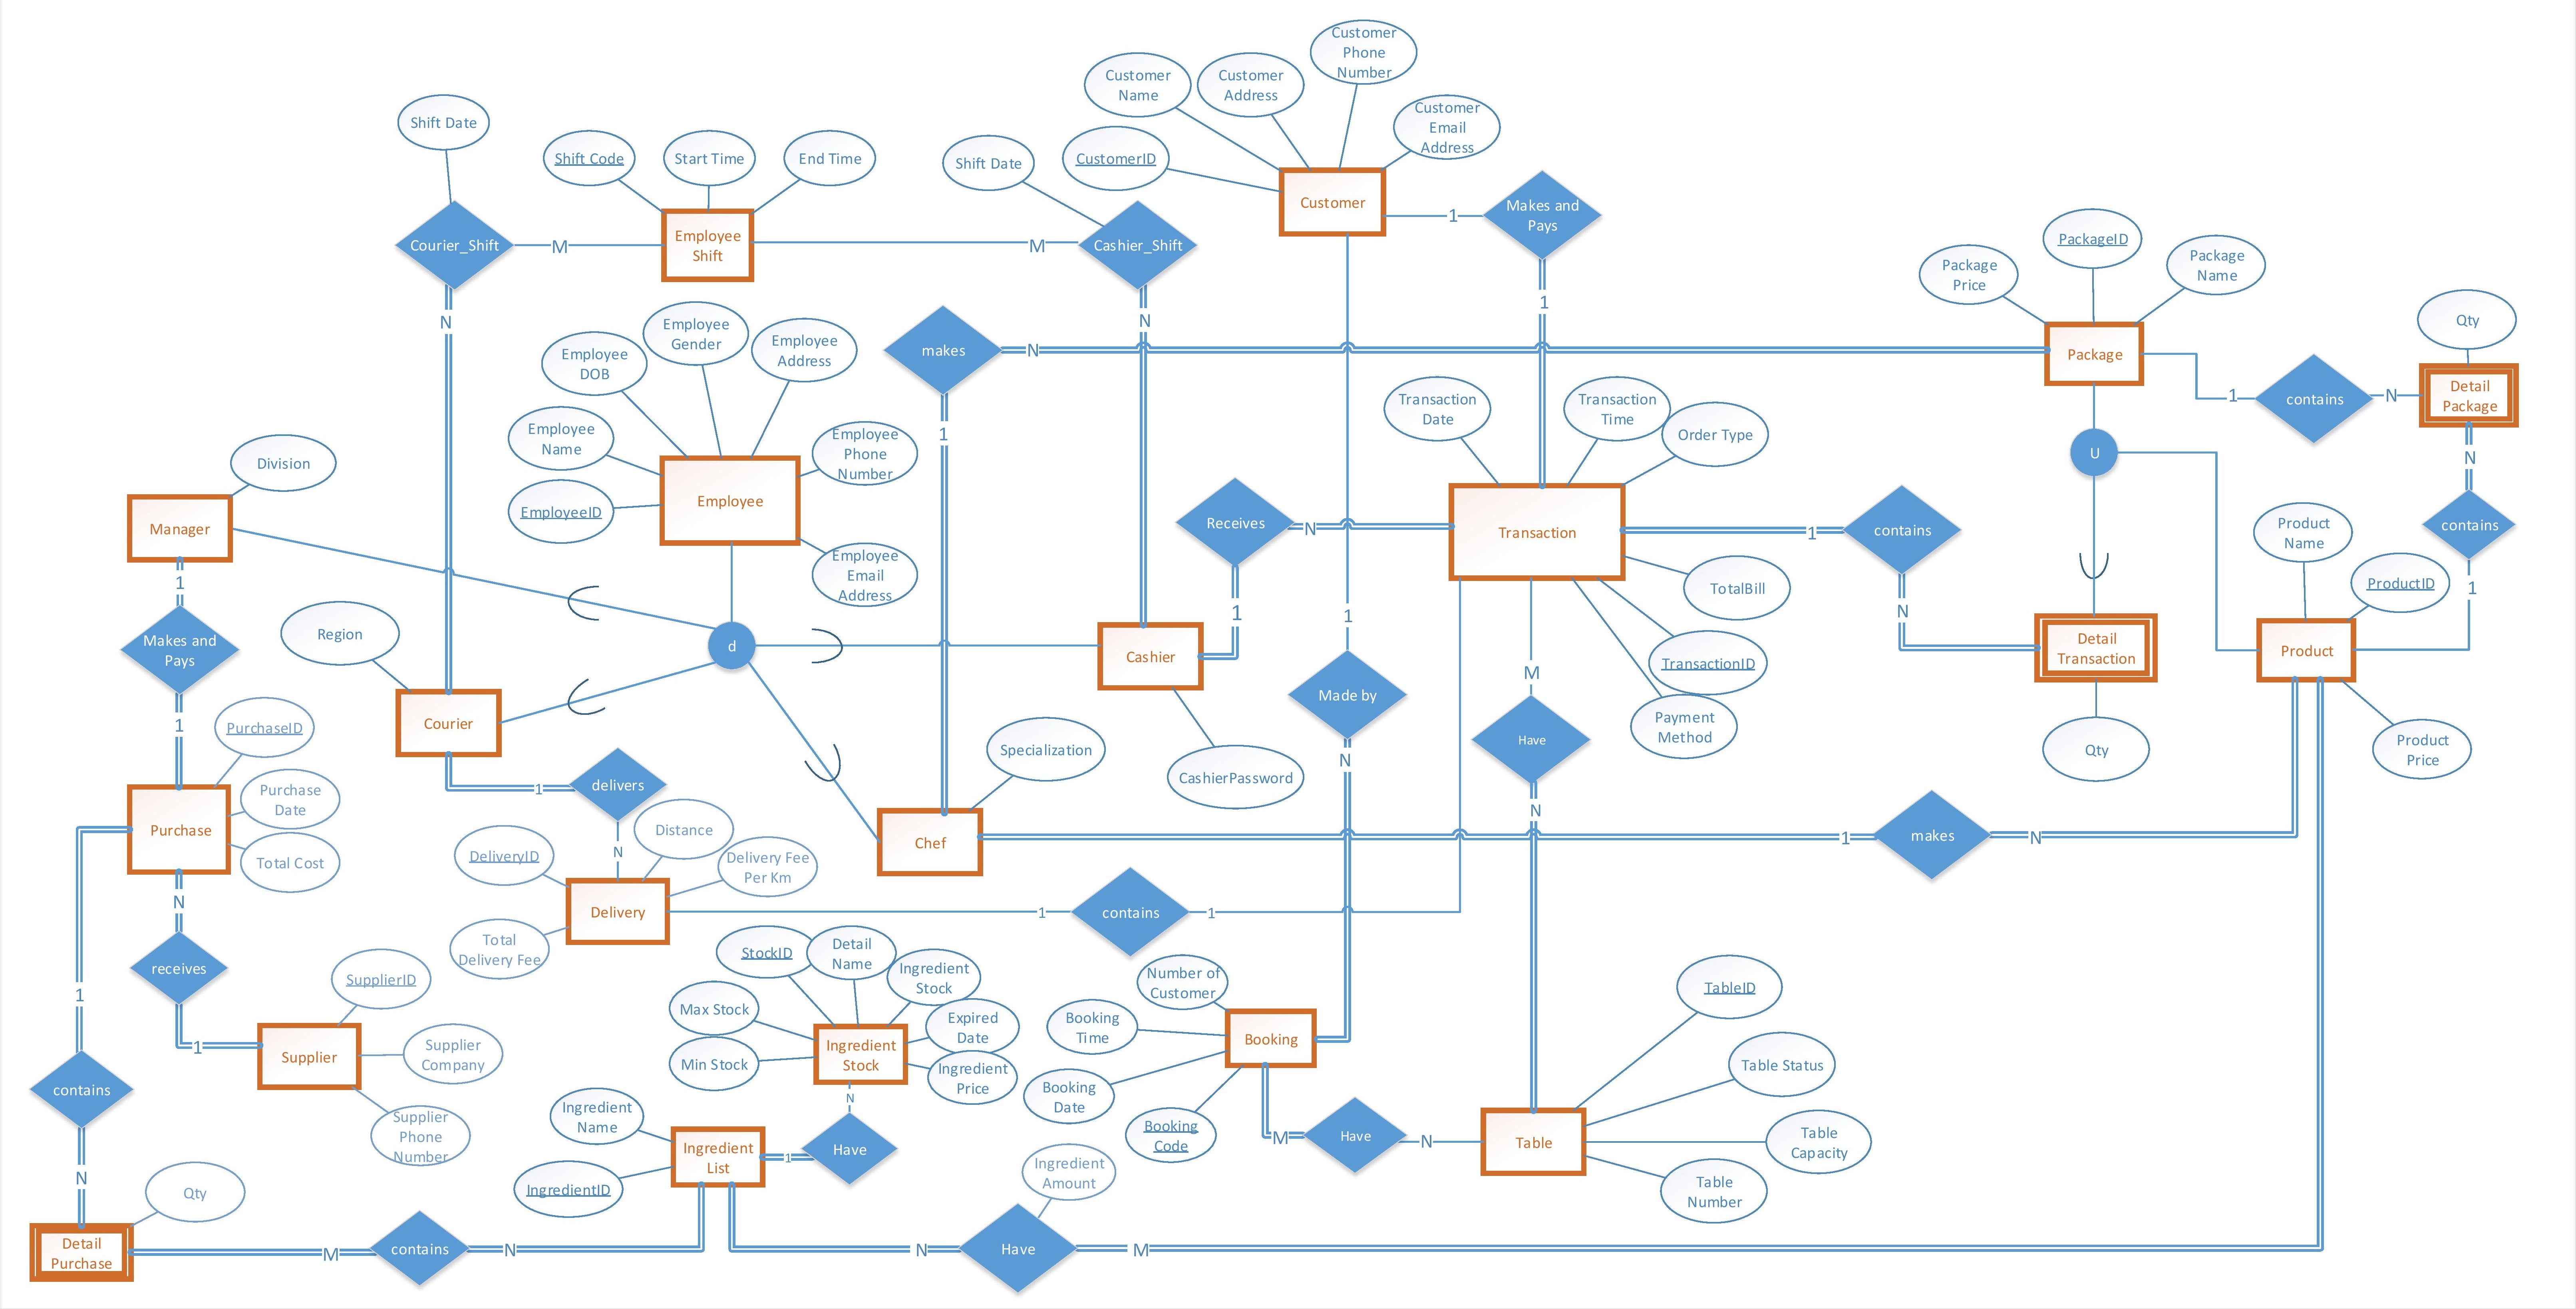 Customer
Phone
Number
Customer
Name
Customer
Address
Customer
Email
Address
Shift Date
Shift Code
Start Time
End Time
Shift Date
CustomerID
Customer
Makes and
Pays
1
Courier_Shift
M
Employee
Shift
M
Cashier_Shift
PackageID
Package
Price
Package
Name
1
N
N
Qty
Employee
DOB
Employee
Gender
Employee
Address
makes
N
Package
1
contains
N
Detail
Package
Employee
Name
Employee
Phone
Number
1
Transaction
Date
Transaction
Time
Order Type
U
N
Division
Manager
EmployeeID
Employee
Employee
Email
Address
Receives
N
Transaction
1
contains
Product
Name
contains
1
1
1
TotalBill
N
ProductID
1
Makes and
Pays
Region
d
Cashier
Made by
M
TransactionID
Detail
Transaction
Product
1
PurchaseID
Courier
Specialization
CashierPassword
N
Have
Payment
Method
Qty
Product
Price
Purchase
Date
Purchase
Total Cost
1
delivers
Distance
N
DeliveryID
Delivery Fee
Per Km
Chef
N
1
makes
N
N
Delivery
Total
Delivery Fee
1
contains
1
receives
SupplierID
StockID
Detail
Name
Ingredient
Stock
Number of
Customer
TableID
1
Max Stock
Expired
Date
Booking
Time
Booking
1
Supplier
Supplier
Company
Min Stock
Ingredient
Stock
Ingredient
Price
Booking
Date
Table Status
contains
Supplier
Phone
Number
Ingredient
Name
N
Booking
Code
M
Have
N
Table
Table
Capacity
N
Ingredient
List
1
Have
Ingredient
Amount
Qty
IngredientID
Table
Number
Detail
Purchase
M
contains
N
N
Have
M